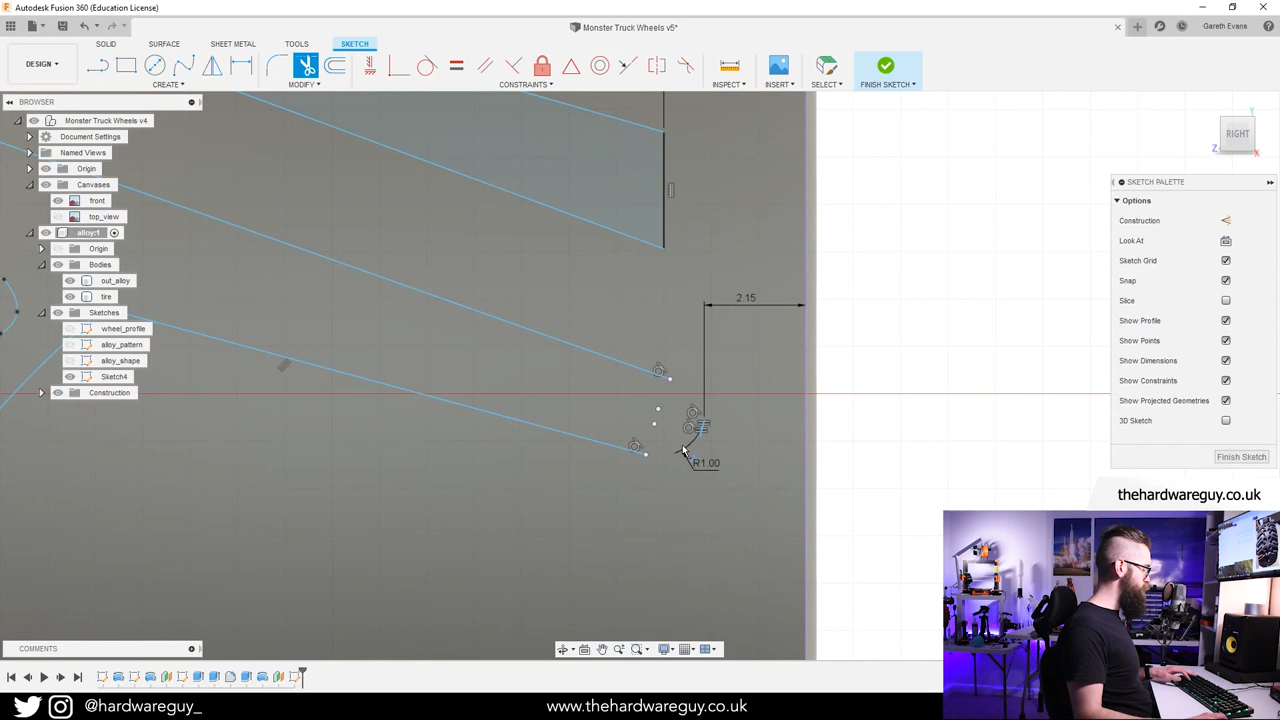 Autodesk Fusion 360 (Education License)
Monster Truck Wheels v5*
Gareth Evans
DESIGN
SOLID
SURFACE
SHEET METAL
TOOLS
SKETCH
CREATE
MODIFY
CONSTRAINTS
INSPECT
INSERT
SELECT
FINISH SKETCH
BROWSER
Monster Truck Wheels v4
Document Settings
Named Views
Origin
Canvases
front
top_view
alloy:1
Origin
Bodies
out_alloy
tire
Sketches
wheel_profile
alloy_pattern
alloy_shape
Sketch4
Construction
2.15
R1.00
Y
RIGHT
Z
X
SKETCH PALETTE
Options
Construction
Look At
Sketch Grid
Snap
Slice
Show Profile
Show Points
Show Dimensions
Show Constraints
Show Projected Geometries
3D Sketch
Finish Sketch
thehardwareguy.co.uk
COMMENTS
@hardwareguy_
www.thehardwareguy.co.uk